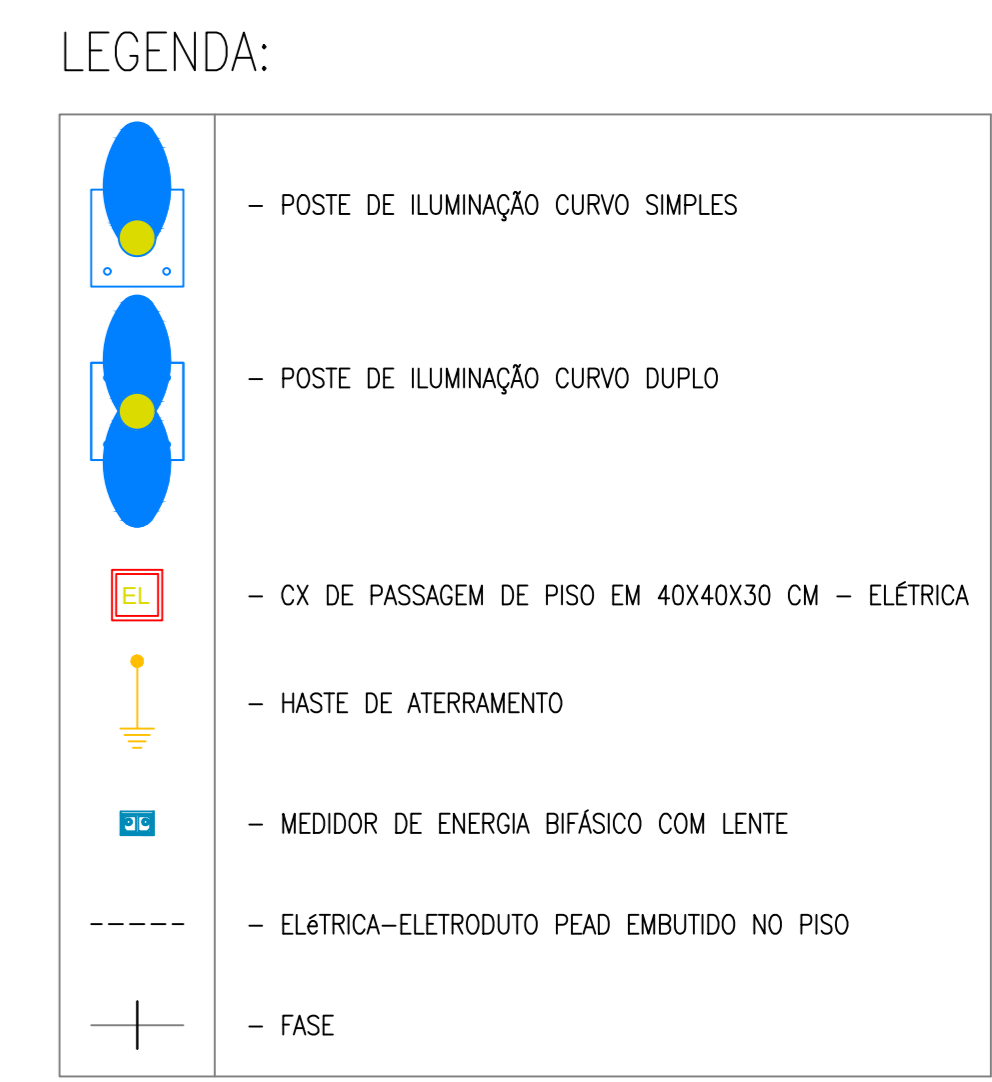 LEGENDA:
- POSTE DE ILUMINAÇÃO CURVO SIMPLES
- POSTE DE ILUMINAÇÃO CURVO DUPLO
EL - CX DE PASSAGEM DE PISO EM 40X40X30 CM - ELÉTRICA
- HASTE DE ATERRAMENTO
- MEDIDOR DE ENERGIA BIFÁSICO COM LENTE
- ELéTRICA-ELETRODUTO PEAD EMBUTIDO NO PISO
- FASE